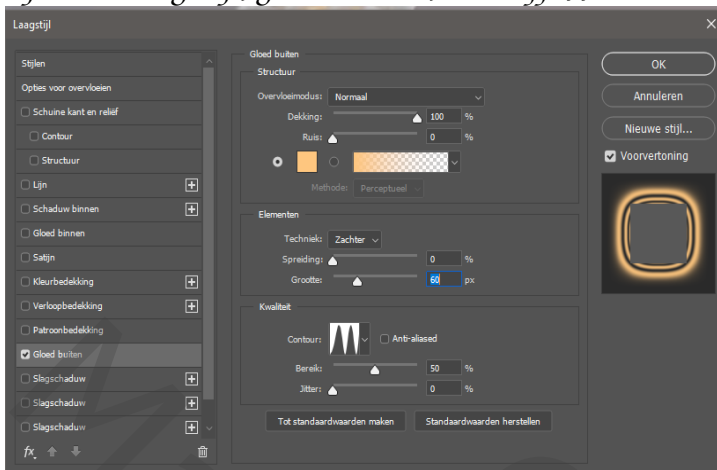 Laagstijl
Stijlen
Opties voor overvloeien
Schuine kant en reliëf
Contour
Structuur
Lijn
Schaduw binnen
Gloed binnen
Satijn
Kleurbedekking
Verloopbedekking
Patroonbedekking
Gloed buiten
Slagschaduw
Slagschaduw
Slagschaduw
fx
Gloed buiten
Structuur
Overvloeimodus: Normaal
Dekking: 100 %
Ruis: 0 %
Methode: Perceptueel
Elementen
Techniek: Zachter
Spreiding: 0 %
Grootte: 60 px
Kwaliteit
Contour: Anti-aliased
Bereik: 50 %
Jitter: 0 %
Tot standaardwaarden maken Standaardwaarden herstellen
OK
Annuleren
Nieuwe stijl...
Voorvertoning